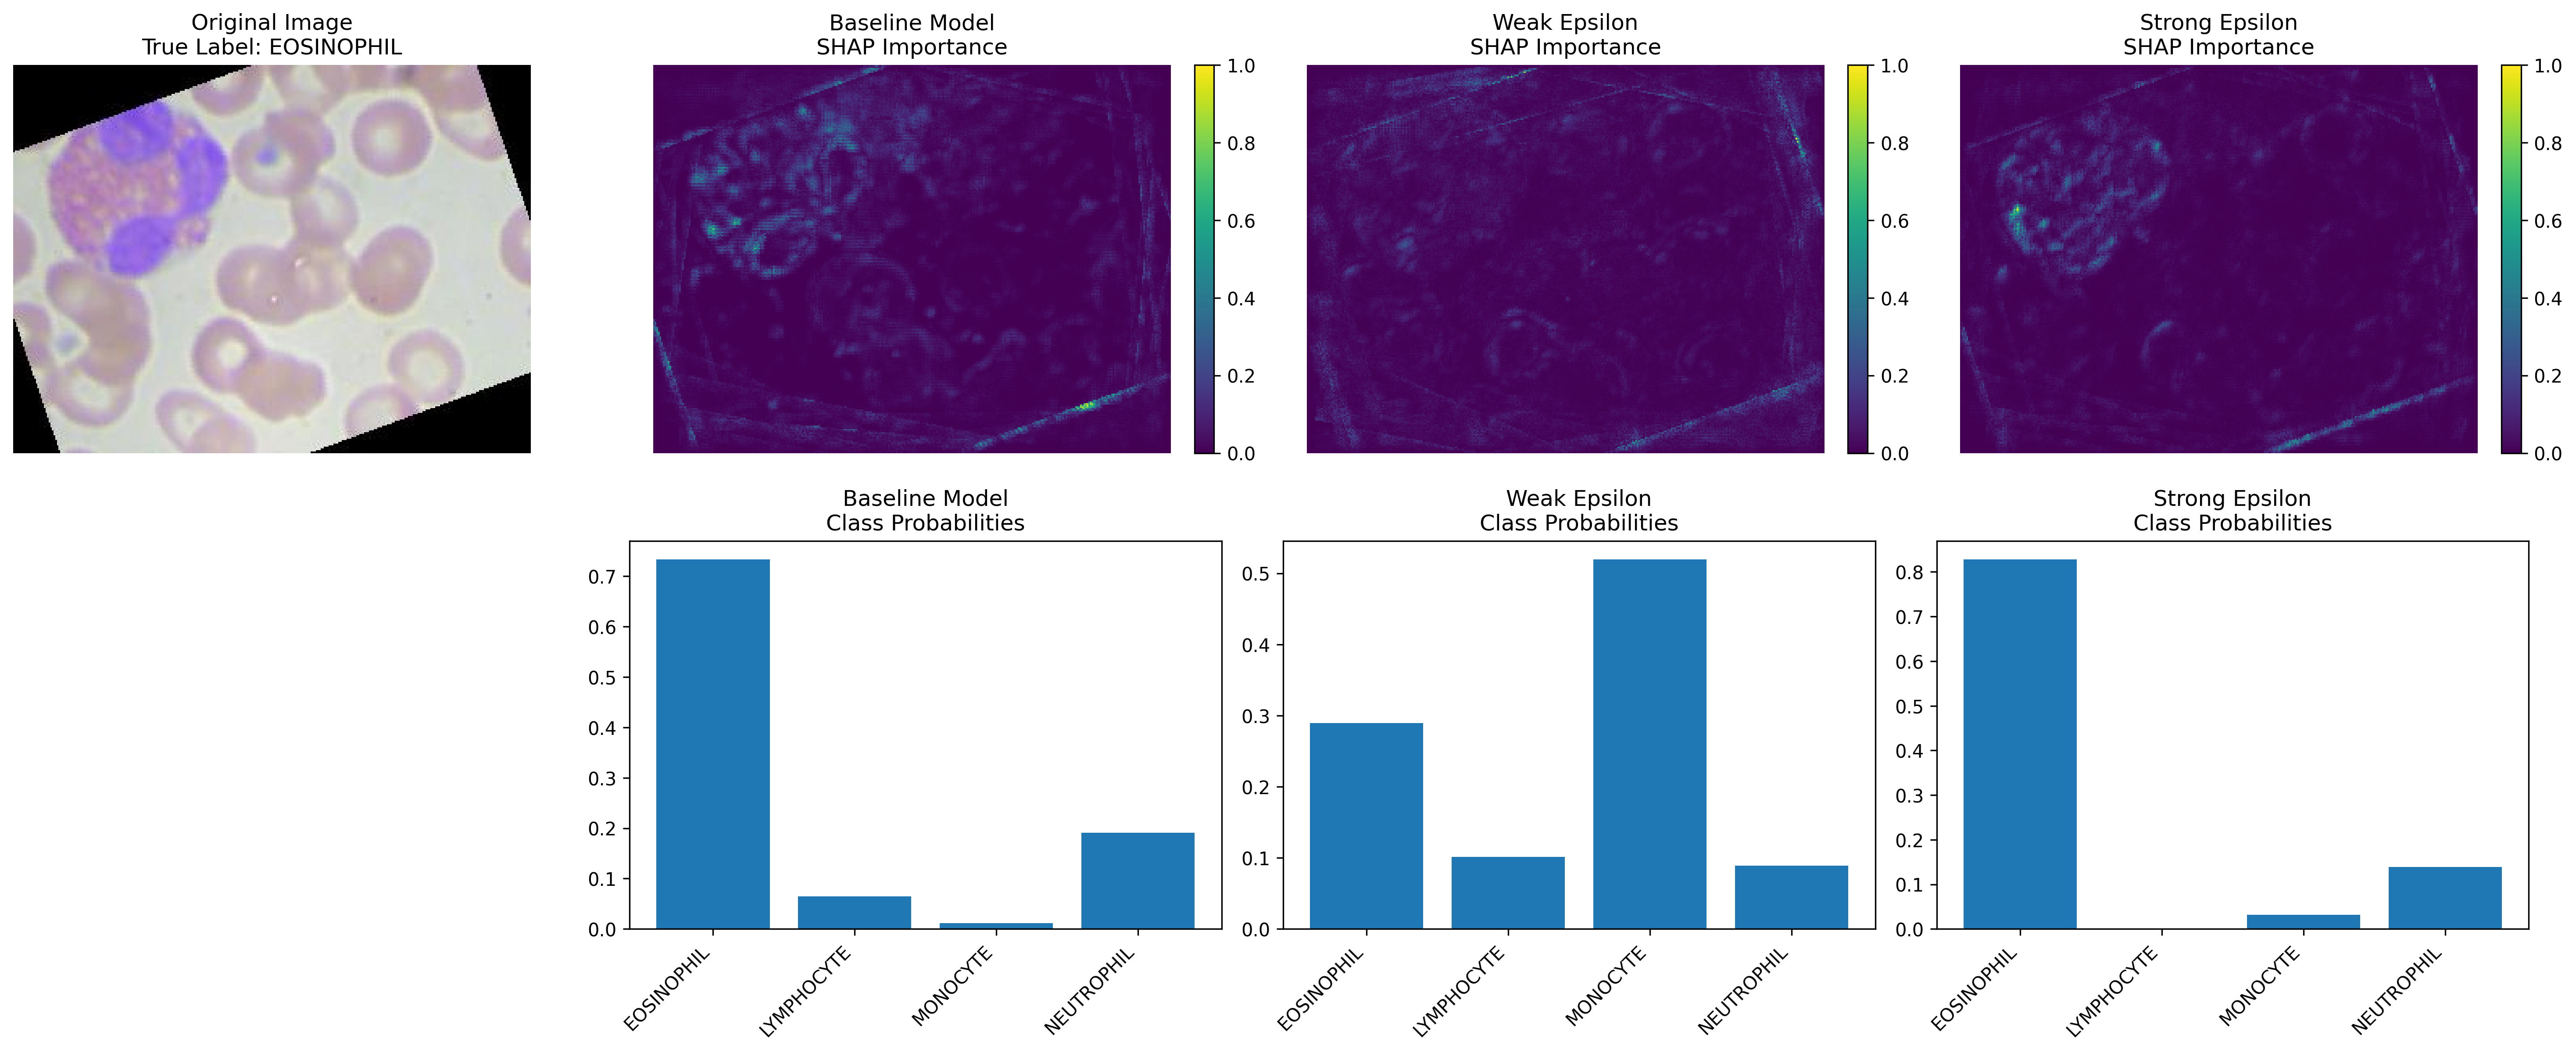 Original Image
True Label: EOSINOPHIL
Baseline Model
SHAP Importance
1.0
0.8
0.6
0.4
0.2
0.0
Weak Epsilon
SHAP Importance
1.0
0.8
0.6
0.4
0.2
0.0
Strong Epsilon
SHAP Importance
1.0
0.8
0.6
0.4
0.2
0.0
Baseline Model
Class Probabilities
0.7
0.6
0.5
0.4
0.3
0.2
0.1
0.0
EOSINOPHIL
LYMPHOCYTE
MONOCYTE
NEUTROPHIL
Weak Epsilon
Class Probabilities
0.5
0.4
0.3
0.2
0.1
0.0
EOSINOPHIL
LYMPHOCYTE
MONOCYTE
NEUTROPHIL
Strong Epsilon
Class Probabilities
0.8
0.7
0.6
0.5
0.4
0.3
0.2
0.1
0.0
EOSINOPHIL
LYMPHOCYTE
MONOCYTE
NEUTROPHIL